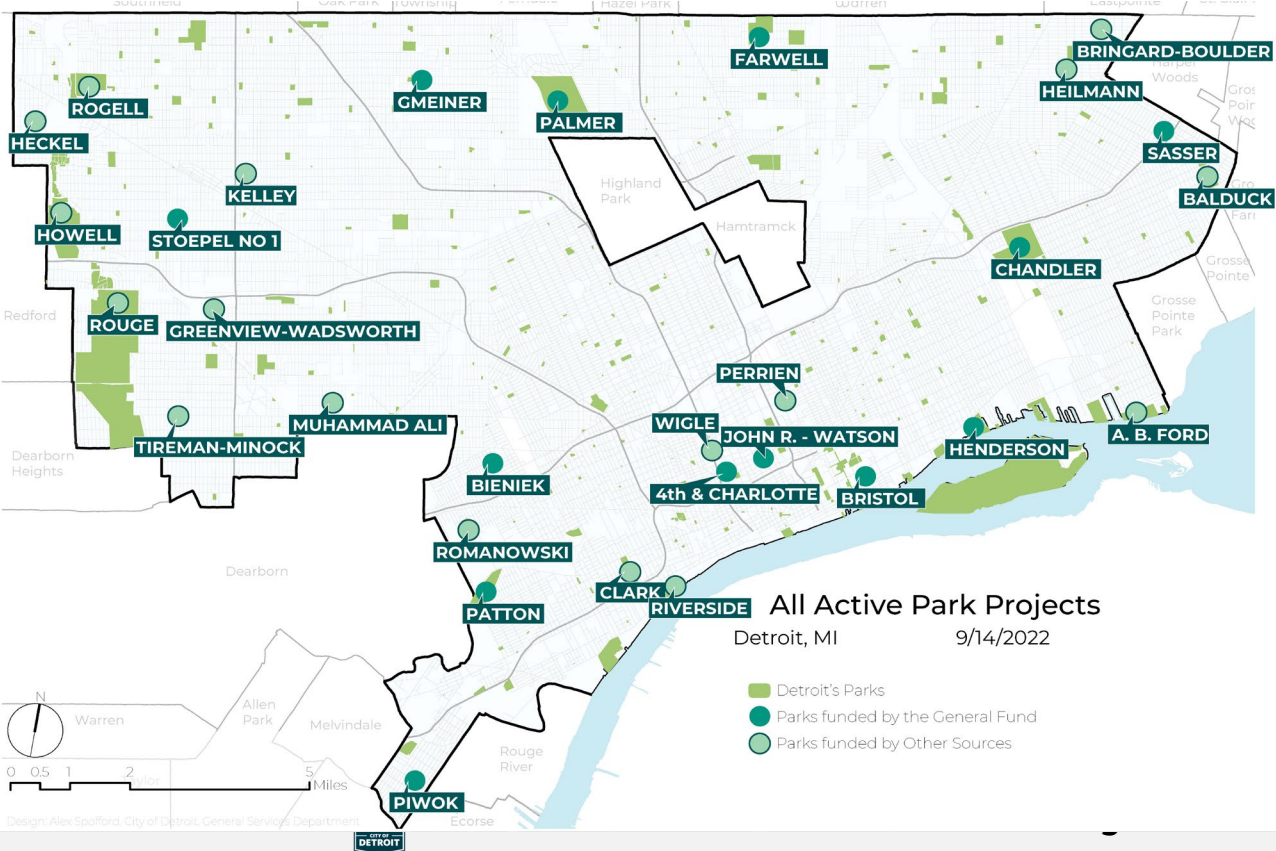 Oak Park
Hazel Park
Warren
Eastpointe
FARWELL
BRINGARD-BOULDER
Harper
Woods
HEILMANN
ROGELL
GMEINER
PALMER
HECKEL
SASSER
KELLEY
Highland
Park
BALDUCK
HOWELL
STOEPEL NO 1
Hamtramck
CHANDLER
Grosse
Pointe
Redford
ROUGE
GREENVIEW-WADSWORTH
Grosse
Pointe
Park
PERRIEN
MUHAMMAD ALI
WIGLE
JOHN R. - WATSON
A. B. FORD
TIREMAN-MINOCK
HENDERSON
Dearborn
Heights
BIENIEK
4th & CHARLOTTE
BRISTOL
ROMANOWSKI
Dearborn
CLARK
RIVERSIDE
PATTON
All Active Park Projects
Detroit, MI 9/14/2022
Detroit's Parks
Parks funded by the General Fund
Parks funded by Other Sources
N
Warren
Allen
Park
Melvindale
Rouge
River
0 0.5 1 2 5
Miles
PIWOK
Design: Alex Spofford, City of Detroit, General Services Department
Ecorse
CITY OF
DETROIT